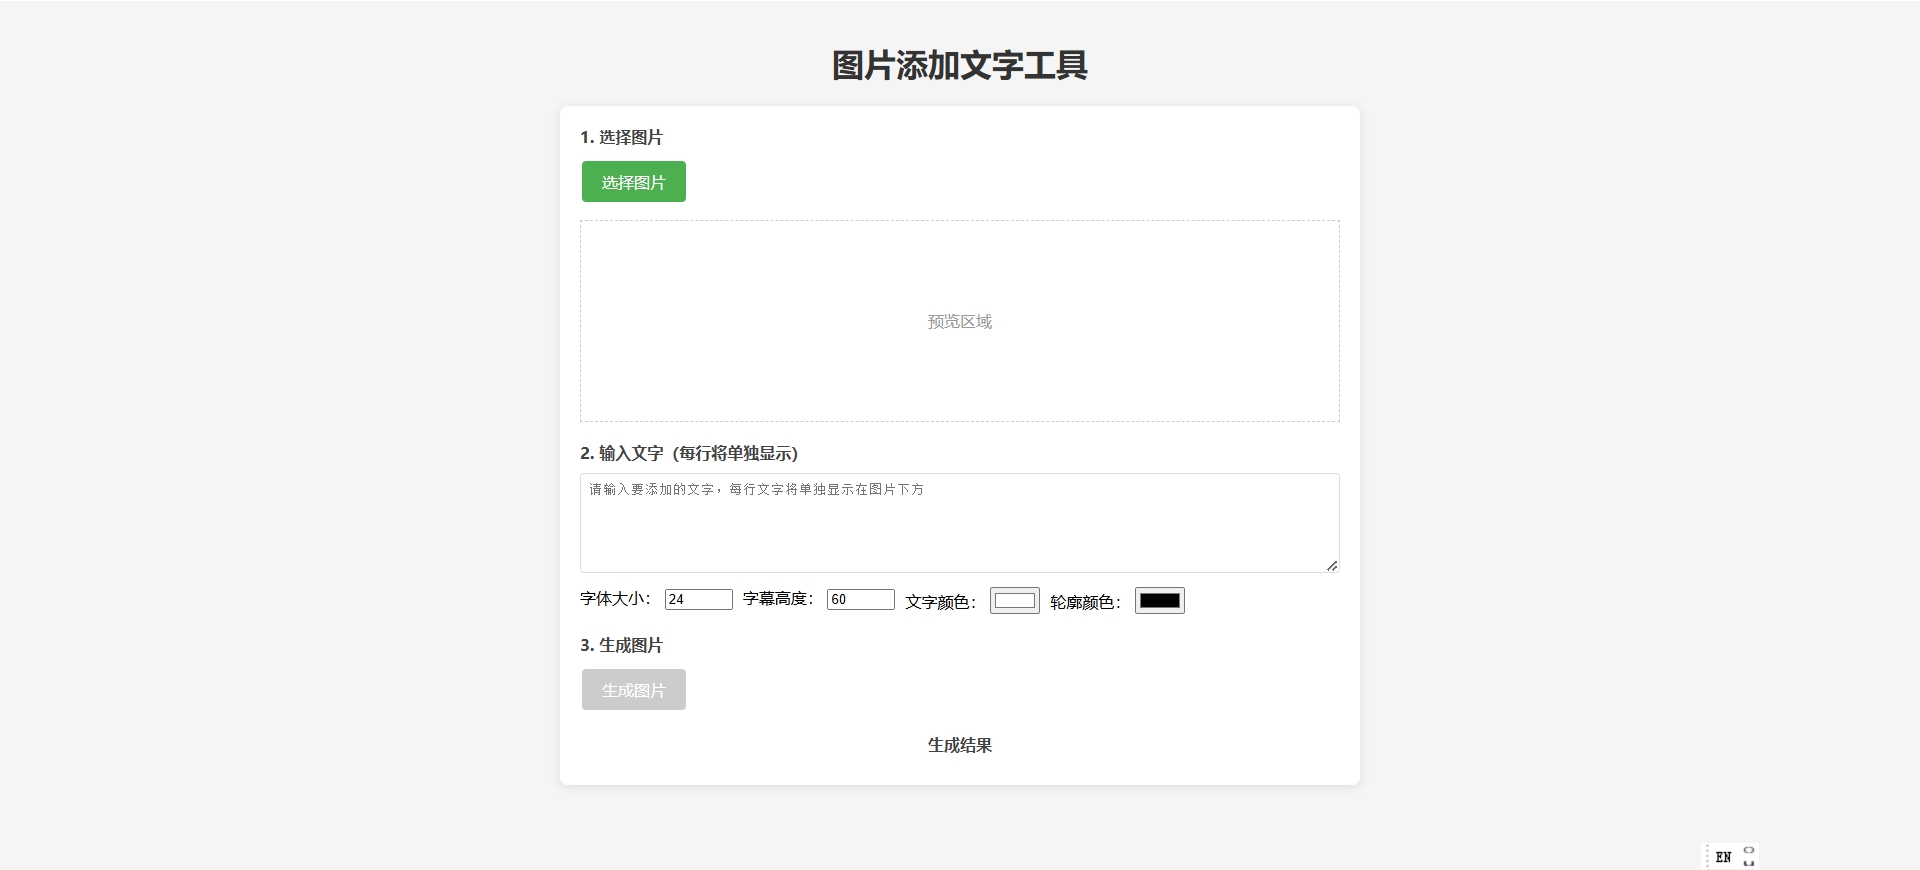 图片添加文字工具
1. 选择图片
选择图片
预览区域
2. 输入文字（每行将单独显示）
请输入要添加的文字，每行文字将单独显示在图片下方
字体大小： 24 字幕高度： 60 文字颜色： 轮廓颜色：
3. 生成图片
生成图片
生成结果
EN